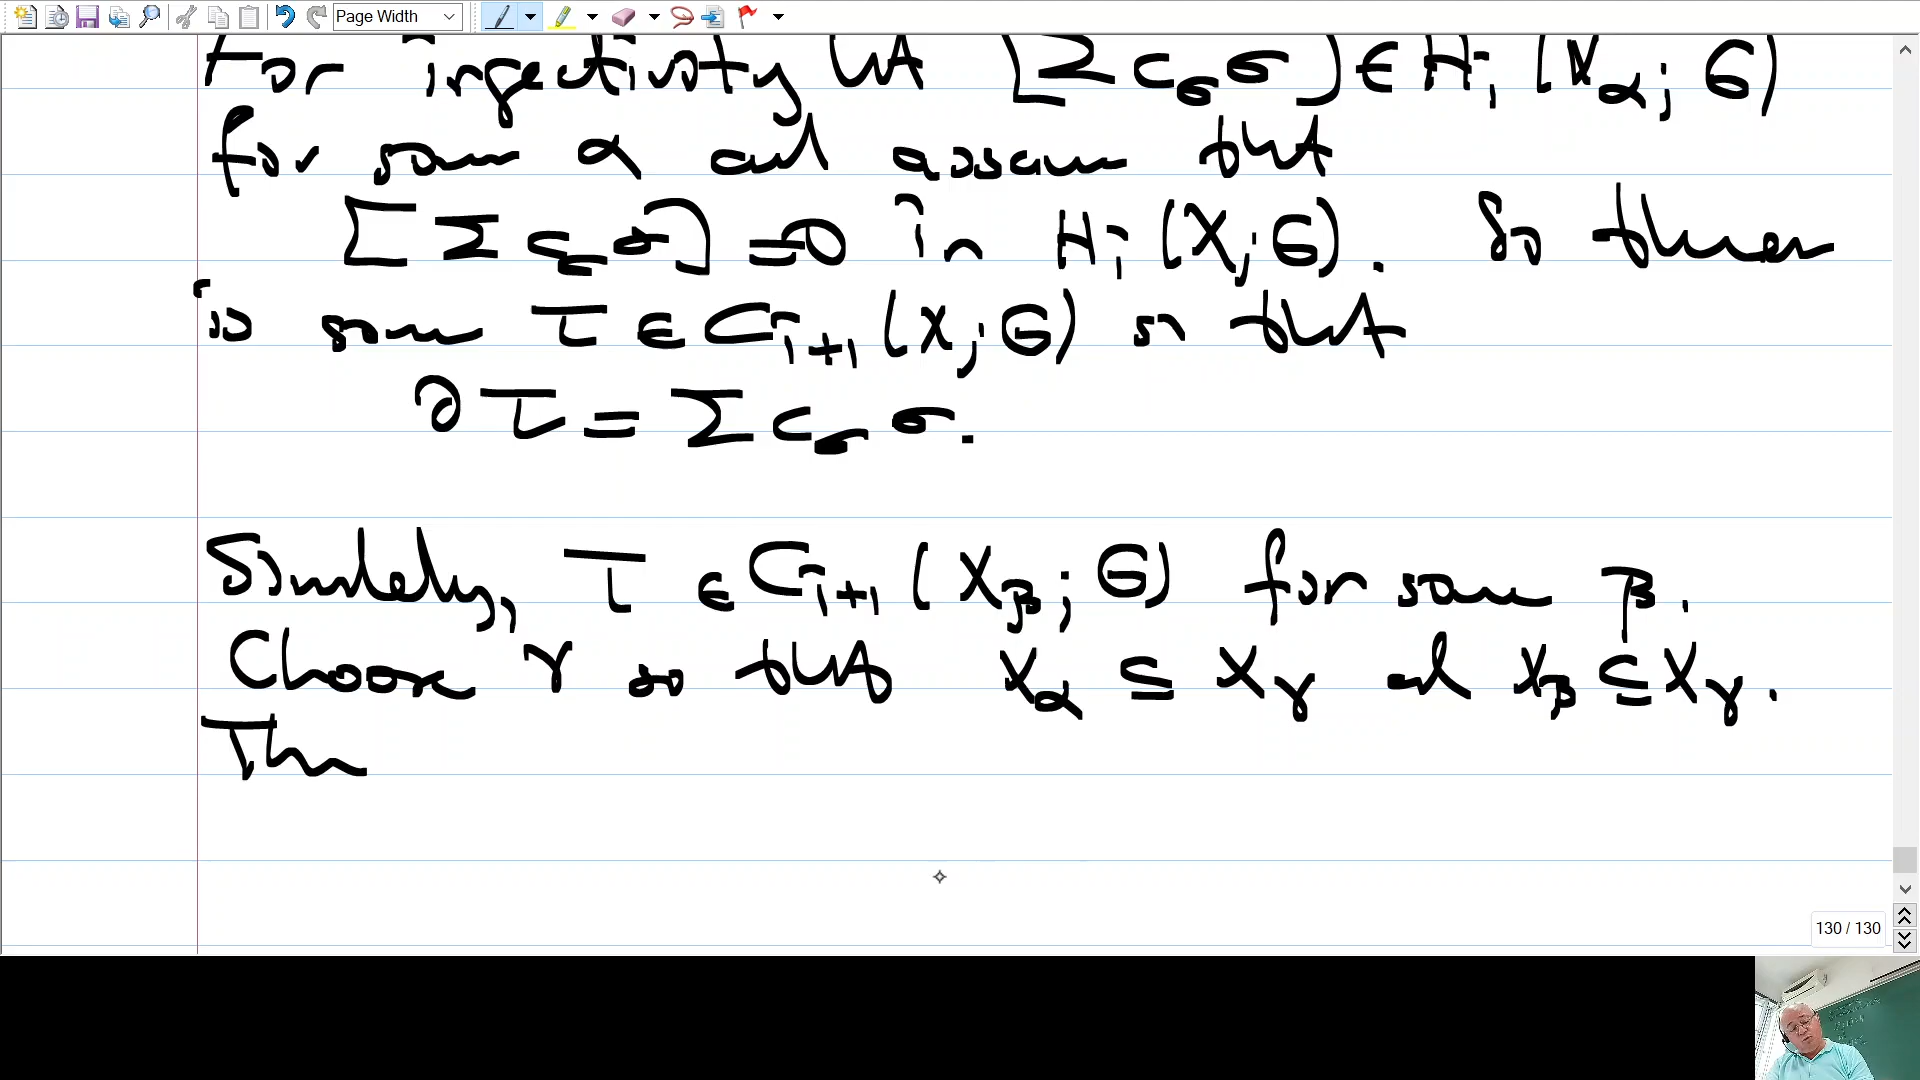 Page Width
For injectivity let [Σ c_σ σ] ∈ H_i (X_α; G)
for some α and assume that
[Σ c_σ σ] = 0 in H_i (X; G). So there
is some τ ∈ C_{i+1} (X; G) so that
∂τ = Σ c_σ σ.
Similarly, τ ∈ C_{i+1} (X_β; G) for some β.
Choose γ so that X_α ⊆ X_γ and X_β ⊆ X_γ.
Then
130 / 130